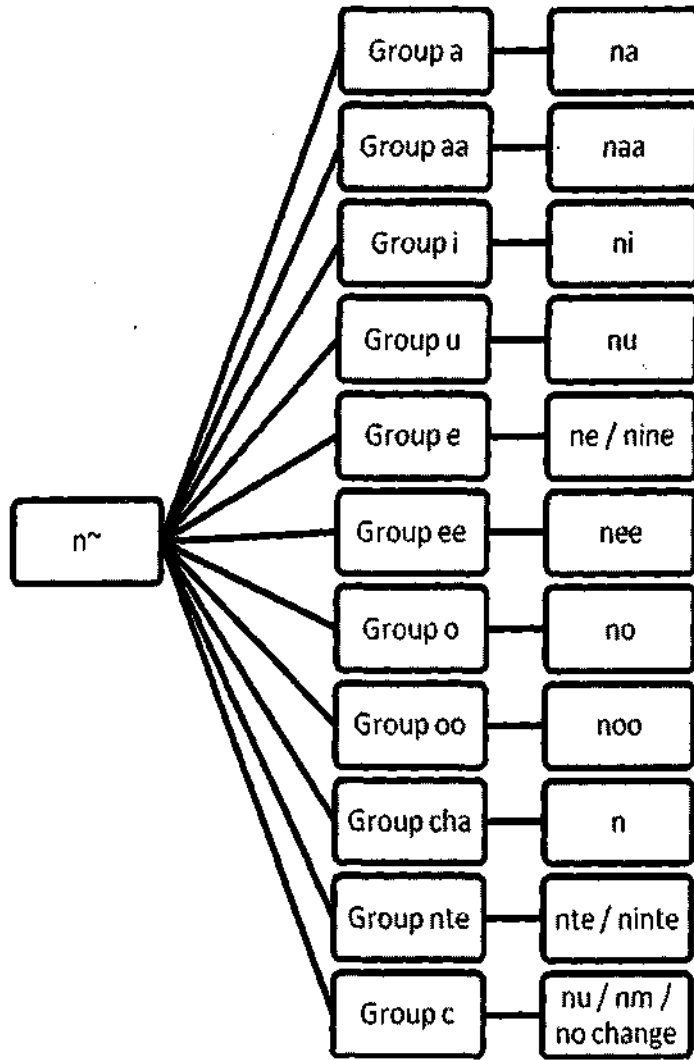 Group a
na
Group aa
naa
Group i
ni
Group u
nu
Group e
ne / nine
n~
Group ee
nee
Group o
no
Group oo
noo
Group cha
n
Group nte
nte / ninte
Group c
nu / nm /
no change